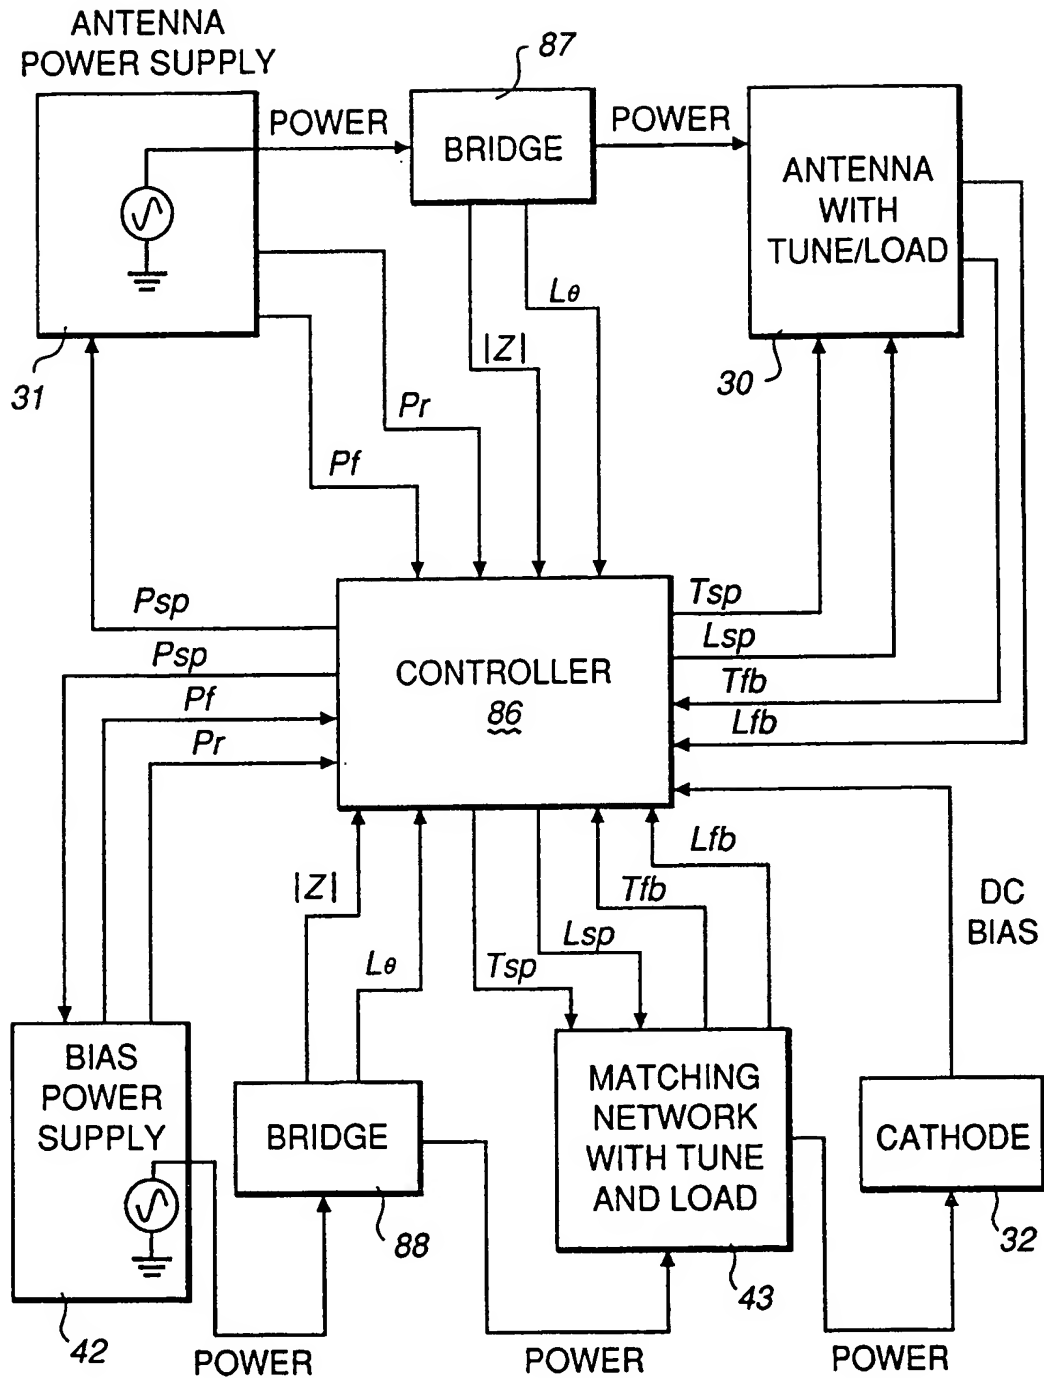 ANTENNA
POWER SUPPLY
87
POWER
BRIDGE
POWER
ANTENNA
WITH
TUNE/LOAD
31
30
Lθ
|Z|
Pr
Pf
Psp
Psp
Pf
Pr
CONTROLLER
86
Tsp
Lsp
Tfb
Lfb
|Z|
Lθ
Tsp
Lsp
Tfb
Lfb
DC
BIAS
BIAS
POWER
SUPPLY
BRIDGE
MATCHING
NETWORK
WITH TUNE
AND LOAD
CATHODE
88
32
43
42
POWER
POWER
POWER